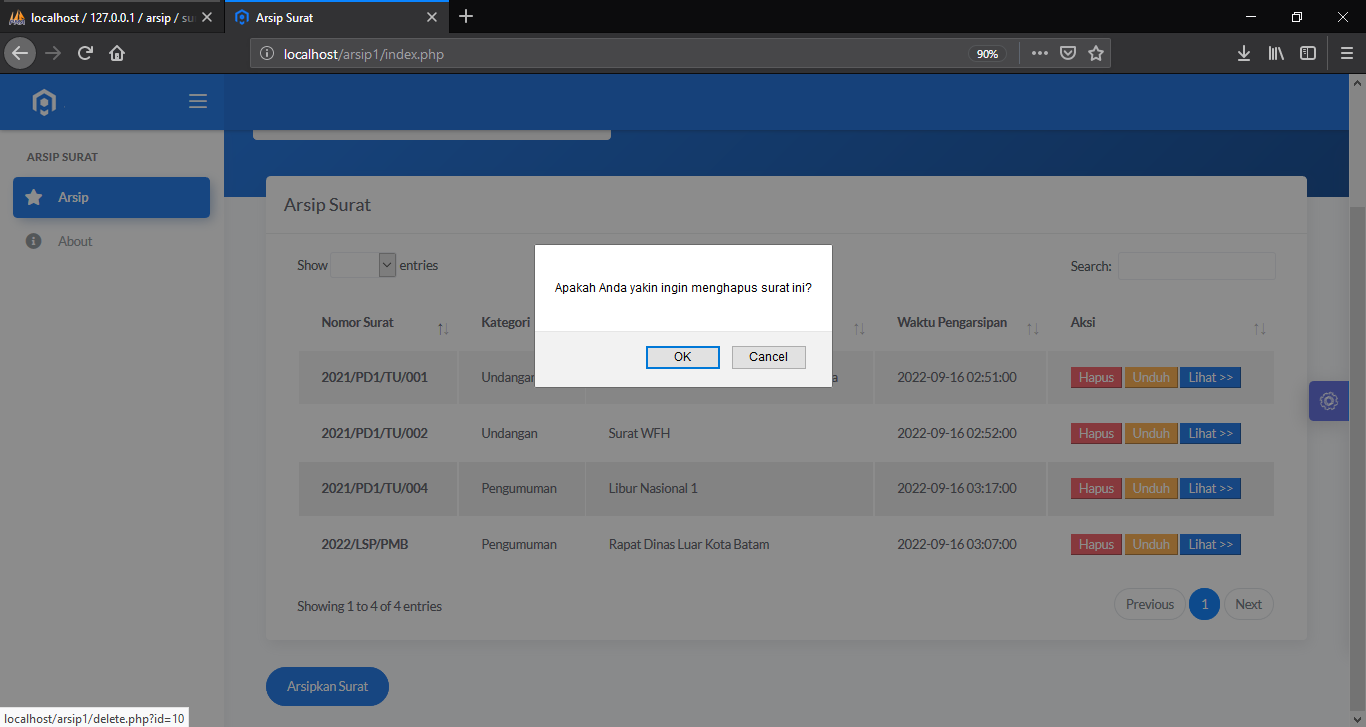 localhost / 127.0.0.1 / arsip / su
Arsip Surat
localhost/arsip1/index.php
90%
ARSIP SURAT
Arsip
About
Arsip Surat
Show entries
Search:
Apakah Anda yakin ingin menghapus surat ini?
OK Cancel
Nomor Surat Kategori Waktu Pengarsipan Aksi
2021/PD1/TU/001 Undangan a 2022-09-16 02:51:00 Hapus Unduh Lihat >>
2021/PD1/TU/002 Undangan Surat WFH 2022-09-16 02:52:00 Hapus Unduh Lihat >>
2021/PD1/TU/004 Pengumuman Libur Nasional 1 2022-09-16 03:17:00 Hapus Unduh Lihat >>
2022/LSP/PMB Pengumuman Rapat Dinas Luar Kota Batam 2022-09-16 03:07:00 Hapus Unduh Lihat >>
Showing 1 to 4 of 4 entries
Previous 1 Next
Arsipkan Surat
localhost/arsip1/delete.php?id=10